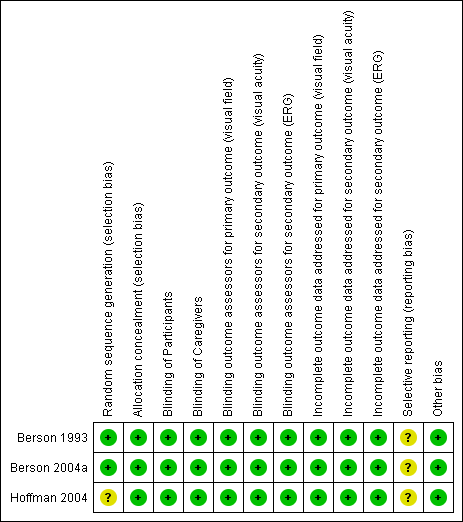 Random sequence generation (selection bias)
Allocation concealment (selection bias)
Blinding of Participants
Blinding of Caregivers
Blinding outcome assessors for primary outcome (visual field)
Blinding outcome assessors for secondary outcome (visual acuity)
Blinding outcome assessors for secondary outcome (ERG)
Incomplete outcome data addressed for primary outcome (visual field)
Incomplete outcome data addressed for secondary outcome (visual acuity)
Incomplete outcome data addressed for secondary outcome (ERG)
Selective reporting (reporting bias)
Other bias
Berson 1993 + + + + + + + + + + ? +
Berson 2004a + + + + + + + + + + ? +
Hoffman 2004 ? + + + + + + + + + ? +